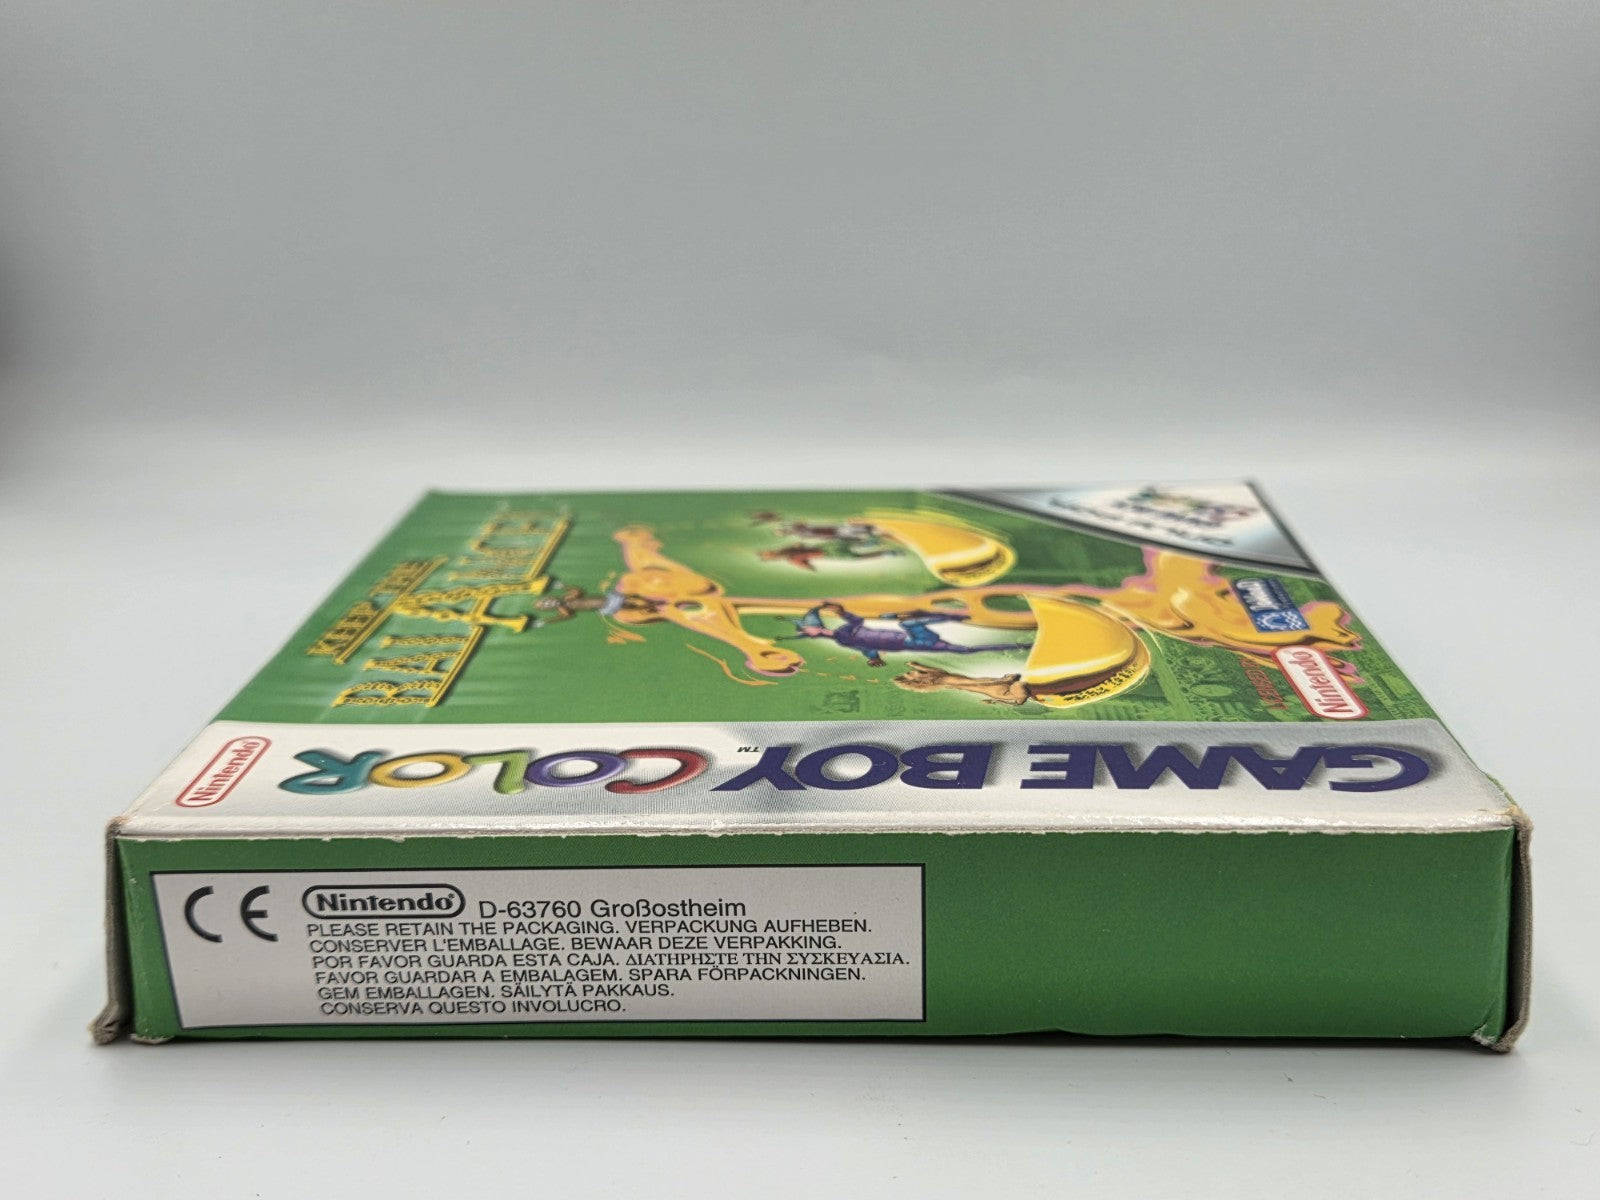 KEEP THE
BALANCE
Nintendo
GAME BOY COLOR™
Nintendo
CE
Nintendo® D-63760 Großostheim
PLEASE RETAIN THE PACKAGING. VERPACKUNG AUFHEBEN.
CONSERVER L'EMBALLAGE. BEWAAR DEZE VERPAKKING.
POR FAVOR GUARDA ESTA CAJA. ΔΙΑΤΗΡΗΣΤΕ ΤΗΝ ΣΥΣΚΕΥΑΣΙΑ.
FAVOR GUARDAR A EMBALAGEM. SPARA FÖRPACKNINGEN.
GEM EMBALLAGEN. SÄILYTÄ PAKKAUS.
CONSERVA QUESTO INVOLUCRO.